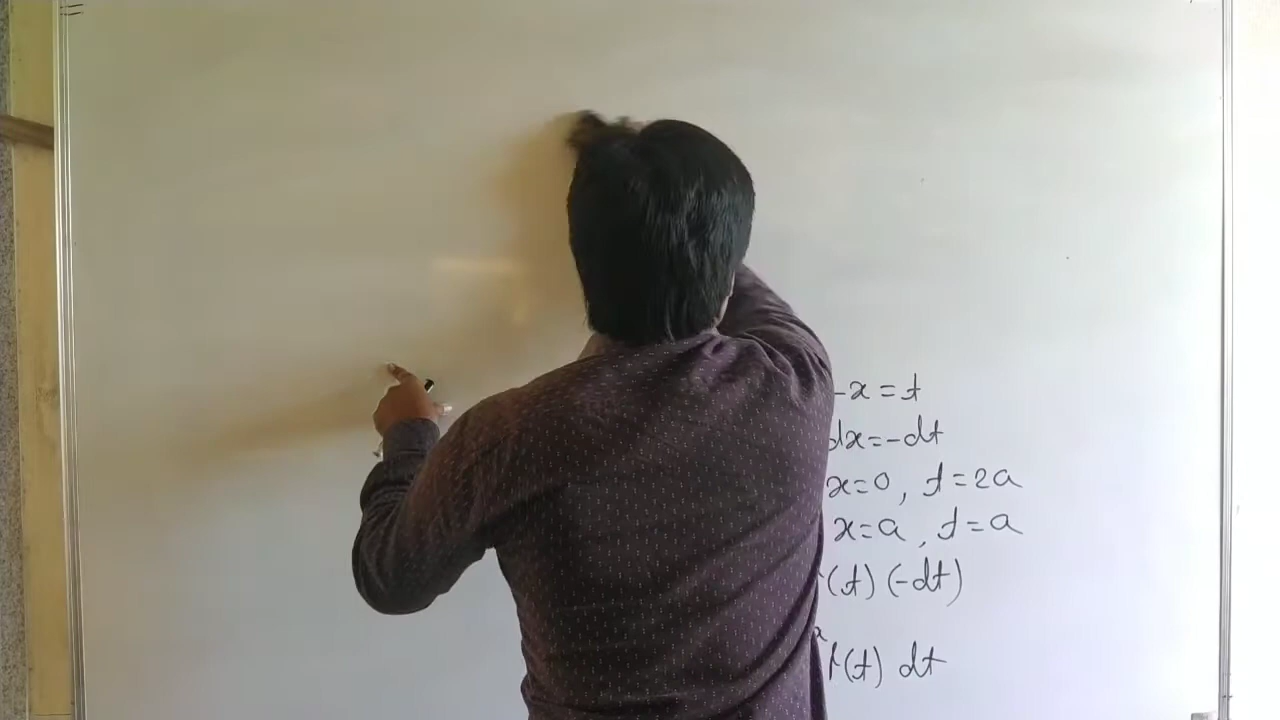 -x = t
dx = -dt
x = 0, t = 2a
x = a, t = a
(t) (-dt)
f(t) dt